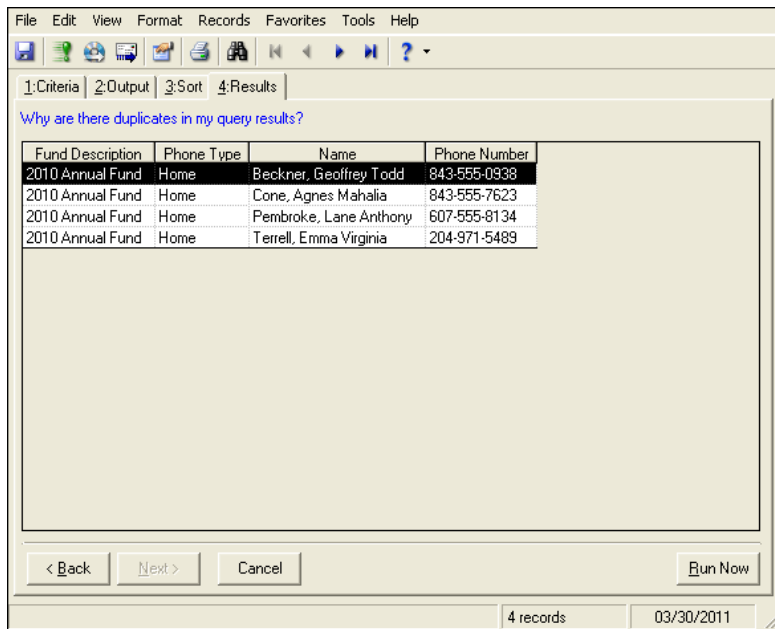 File Edit View Format Records Favorites Tools Help
?
1:Criteria 2:Output 3:Sort 4:Results
Why are there duplicates in my query results?
Fund Description Phone Type Name Phone Number
2010 Annual Fund Home Beckner, Geoffrey Todd 843-555-0938
2010 Annual Fund Home Cone, Agnes Mahalia 843-555-7623
2010 Annual Fund Home Pembroke, Lane Anthony 607-555-8134
2010 Annual Fund Home Terrell, Emma Virginia 204-971-5489
< Back Next > Cancel Run Now
4 records 03/30/2011